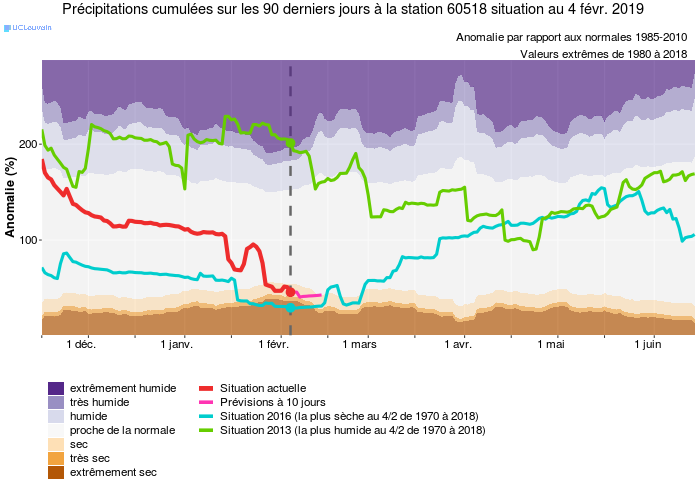 Précipitations cumulées sur les 90 derniers jours à la station 60518 situation au 4 févr. 2019
UCLouvain
Anomalie par rapport aux normales 1985-2010
Valeurs extrêmes de 1980 à 2018
Anomalie (%)
200
100
1 déc.
1 janv.
1 févr.
1 mars
1 avr.
1 mai
1 juin
extrêmement humide
très humide
humide
proche de la normale
sec
très sec
extrêmement sec
Situation actuelle
Prévisions à 10 jours
Situation 2016 (la plus sèche au 4/2 de 1970 à 2018)
Situation 2013 (la plus humide au 4/2 de 1970 à 2018)